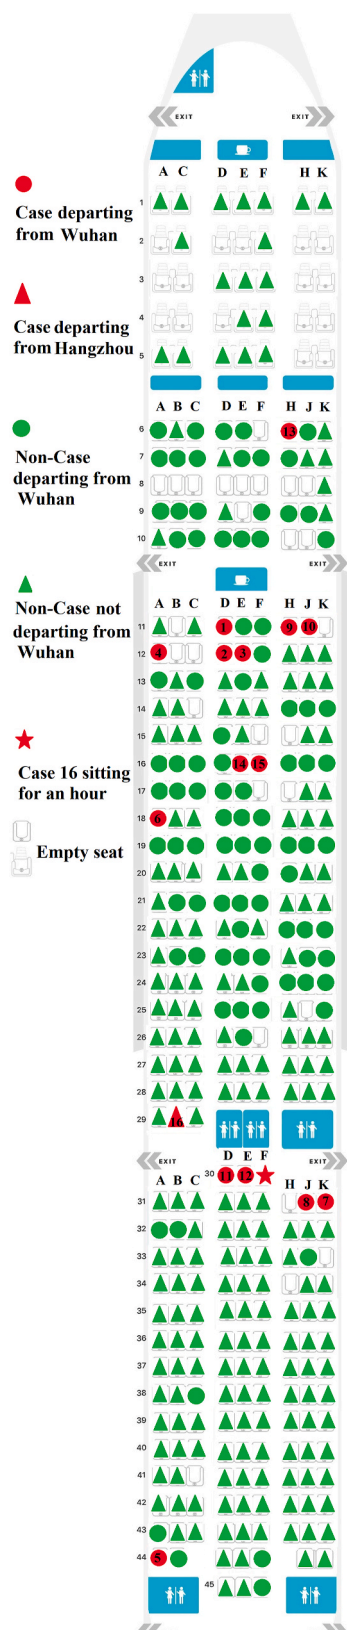 EXIT EXIT
A C D E F H K
1
Case departing
from Wuhan
2
3
Case departing
from Hangzhou
4
5
A B C D E F H J K
6 13
Non-Case
departing from
Wuhan
7
8
9
10
EXIT EXIT
Non-Case not
departing from
Wuhan
A B C D E F H J K
11 1 9 10
12 4 2 3
13
14
Case 16 sitting
for an hour
15
16 14 15
17
Empty seat
18 6
19
20
21
22
23
24
25
26
27
28
29 16
EXIT EXIT
D E F
30 11 12
A B C H J K
31 8 7
32
33
34
35
36
37
38
39
40
41
42
43
44 5
45